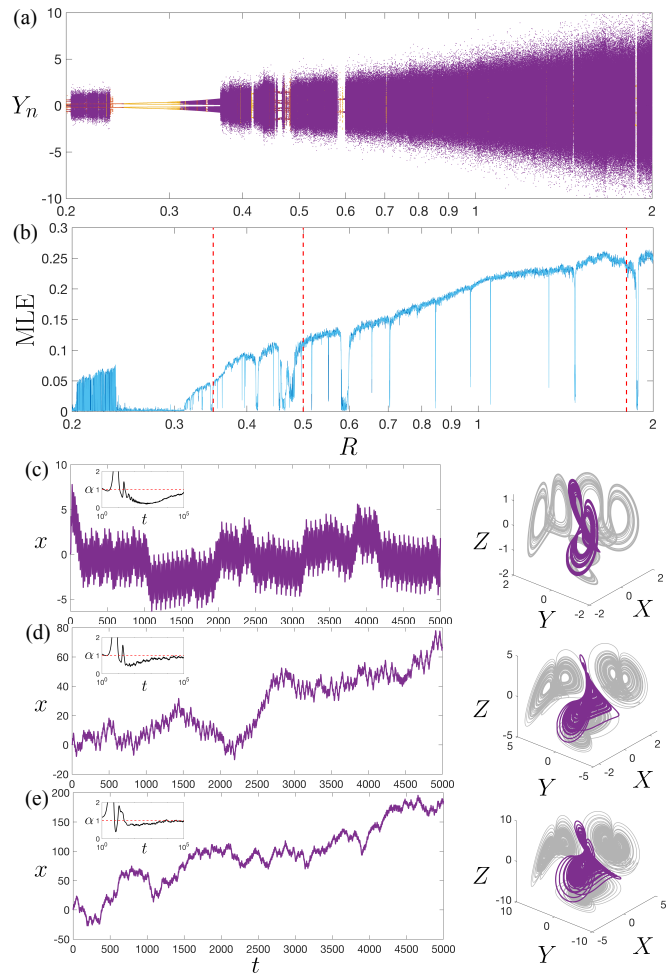 (a)
10
5
Y_n
0
-5
-10
0.2 0.3 0.4 0.5 0.6 0.7 0.8 0.9 1 2
(b)
0.3
0.25
0.2
MLE
0.15
0.1
0.05
0
0.2 0.3 0.4 0.5 0.6 0.7 0.8 0.9 1 2
R
(c)
10
5
x
0
-5
0 500 1000 1500 2000 2500 3000 3500 4000 4500 5000
2
α 1
0
10^0 t 10^5
1
Z 0
-1
-2
2 0 -2
Y
-2 0 2
X
(d)
80
60
40
x
20
0
-20
0 500 1000 1500 2000 2500 3000 3500 4000 4500 5000
2
α 1
0
10^0 t 10^5
5
Z 0
-5
5 0 -5
Y
-2 0 2
X
(e)
200
150
100
x
50
0
-50
0 500 1000 1500 2000 2500 3000 3500 4000 4500 5000
t
2
α 1
0
10^0 t 10^5
10
Z 0
-10
10 0 -10
Y
-5 0 5
X